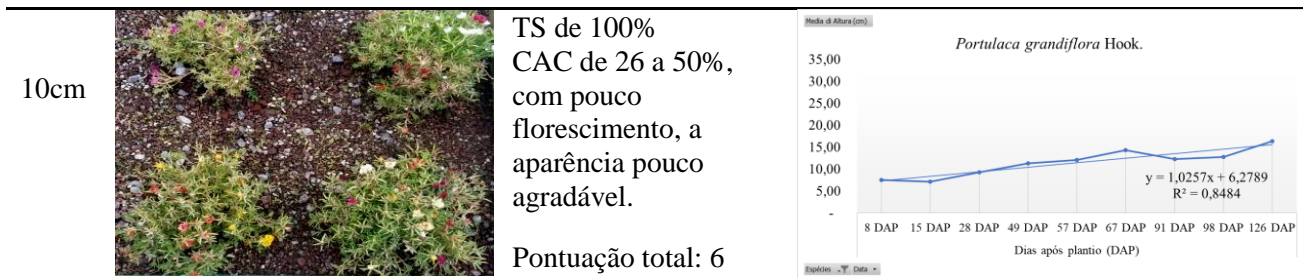 10cm
TS de 100%
CAC de 26 a 50%,
com pouco
florescimento, a
aparência pouco
agradável.
Pontuação total: 6
Media di Altura (cm)
Portulaca grandiflora Hook.
35,00
30,00
25,00
20,00
15,00
10,00
5,00
-
y = 1,0257x + 6,2789
R² = 0,8484
8 DAP 15 DAP 28 DAP 49 DAP 57 DAP 67 DAP 91 DAP 98 DAP 126 DAP
Dias após plantio (DAP)
Espécies Data